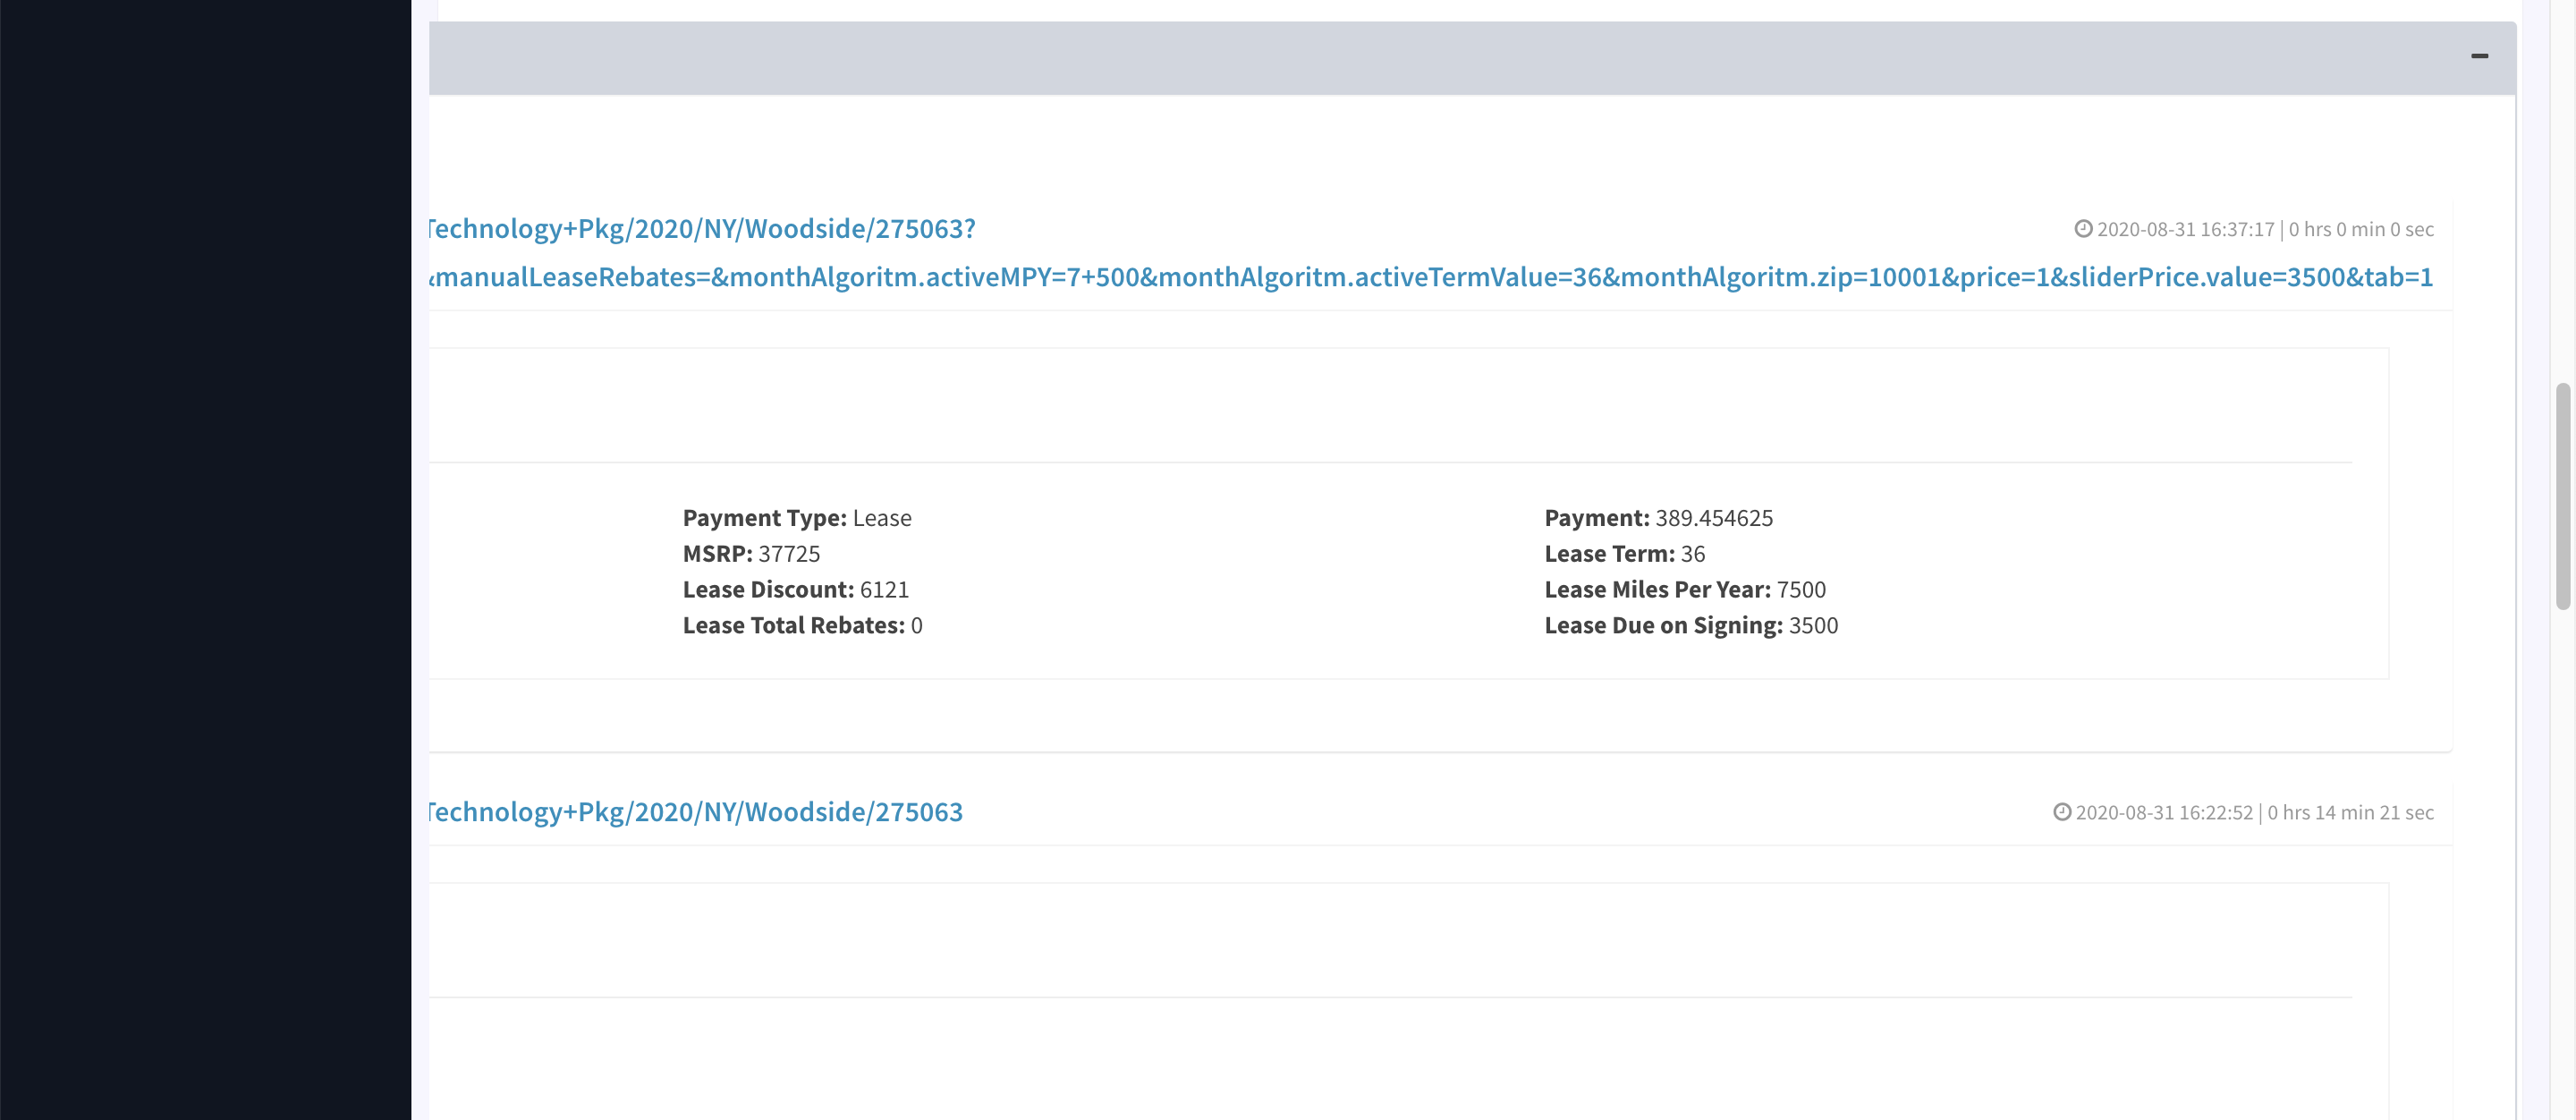 Technology+Pkg/2020/NY/Woodside/275063?
2020-08-31 16:37:17 | 0 hrs 0 min 0 sec
&manualLeaseRebates=&monthAlgoritm.activeMPY=7+500&monthAlgoritm.activeTermValue=36&monthAlgoritm.zip=10001&price=1&sliderPrice.value=3500&tab=1
Payment Type: Lease
MSRP: 37725
Lease Discount: 6121
Lease Total Rebates: 0
Payment: 389.454625
Lease Term: 36
Lease Miles Per Year: 7500
Lease Due on Signing: 3500
Technology+Pkg/2020/NY/Woodside/275063
2020-08-31 16:22:52 | 0 hrs 14 min 21 sec